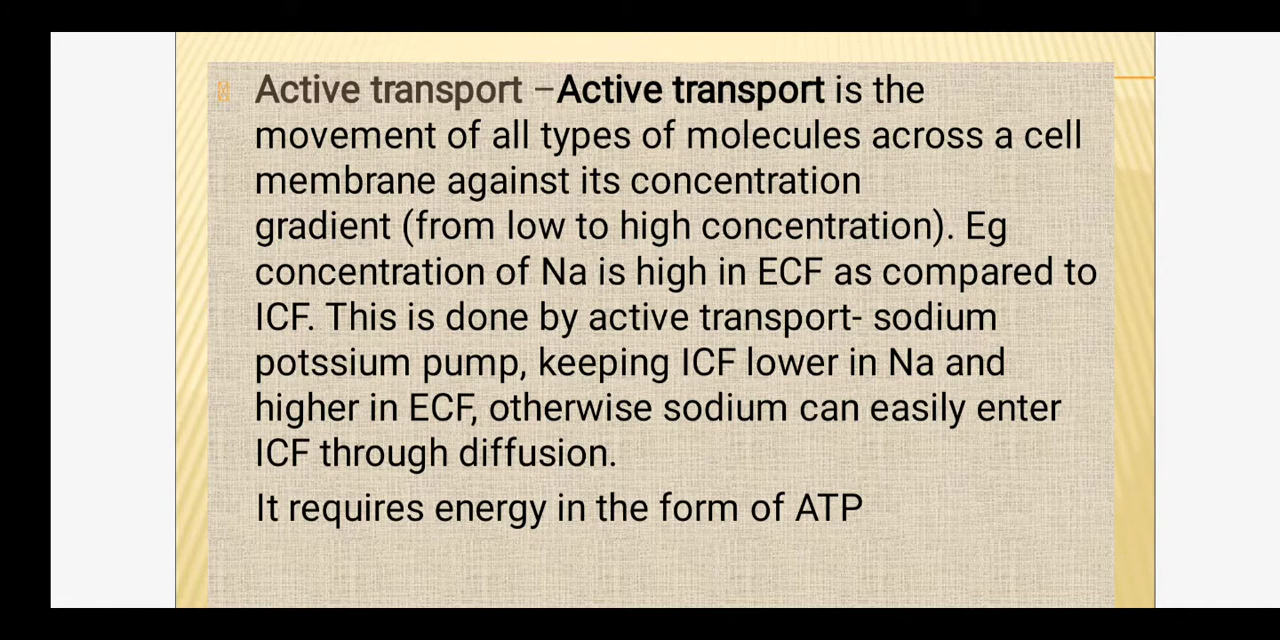 Active transport –Active transport is the
movement of all types of molecules across a cell
membrane against its concentration
gradient (from low to high concentration). Eg
concentration of Na is high in ECF as compared to
ICF. This is done by active transport- sodium
potssium pump, keeping ICF lower in Na and
higher in ECF, otherwise sodium can easily enter
ICF through diffusion.
It requires energy in the form of ATP